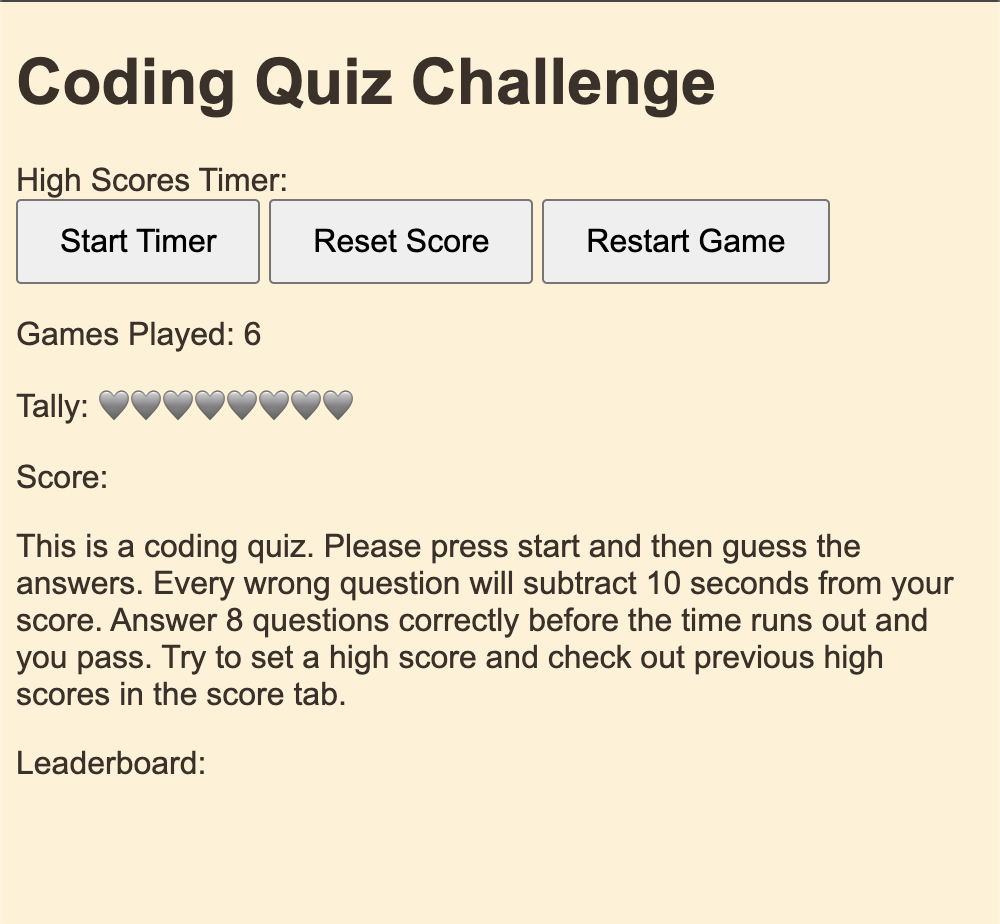 Coding Quiz Challenge
High Scores Timer:
Start Timer Reset Score Restart Game
Games Played: 6
Tally: 🩶🩶🩶🩶🩶🩶🩶🩶
Score:
This is a coding quiz. Please press start and then guess the
answers. Every wrong question will subtract 10 seconds from your
score. Answer 8 questions correctly before the time runs out and
you pass. Try to set a high score and check out previous high
scores in the score tab.
Leaderboard: